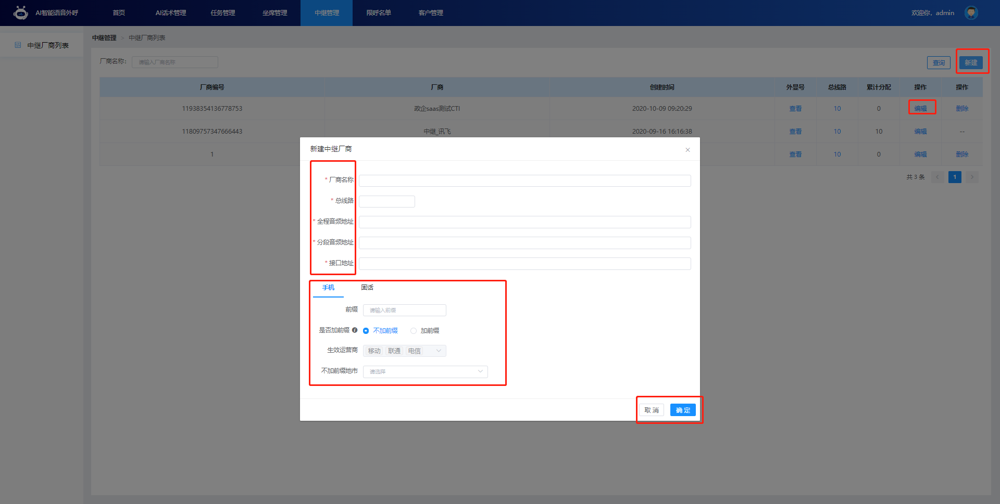 AI智能语音外呼 首页 AI话术管理 任务管理 坐席管理 中继管理 限呼名单 客户管理 欢迎你，admin
中继厂商列表
中继管理 > 中继厂商列表
厂商名称： 请输入厂商名称 查询 新建
厂商编号 厂商 创建时间 外显号 总线路 累计分配 操作 操作
11938354136778753 政企saas测试CTI 2020-10-09 09:20:29 查看 10 0 编辑 删除
11809757347666443 中继_讯飞 2020-09-16 16:16:38 查看 10 10 编辑 --
1 查看 10 0 编辑 删除
共 3 条 < 1 >
新建中继厂商 ×
* 厂商名称
* 总线路
* 全程音频地址
* 分段音频地址
* 接口地址
手机 固话
前缀 请输入前缀
是否加前缀 不加前缀 加前缀
生效运营商 移动 联通 电信
不加前缀地市 请选择
取消 确定